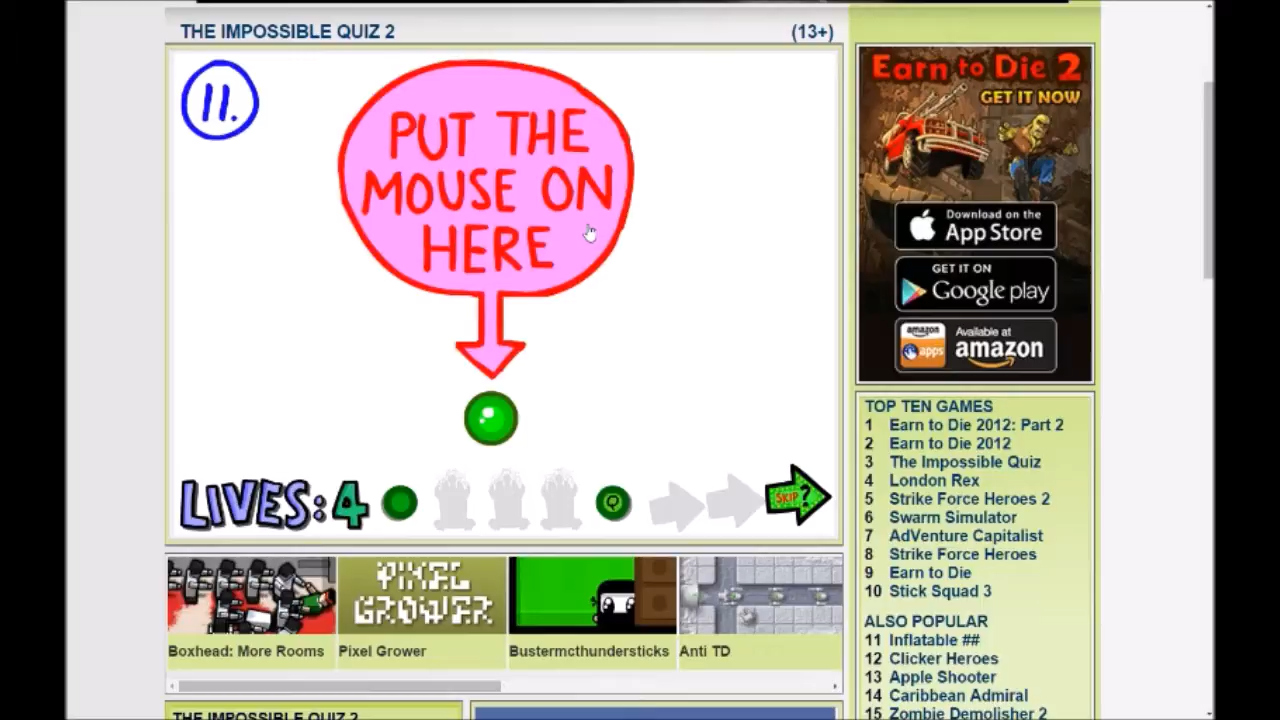 THE IMPOSSIBLE QUIZ 2
(13+)
11.
PUT THE
MOUSE ON
HERE
LIVES: 4
SKIP?
Earn to Die 2
GET IT NOW
Download on the
App Store
GET IT ON
Google play
amazon
apps
Available at
amazon
TOP TEN GAMES
1 Earn to Die 2012: Part 2
2 Earn to Die 2012
3 The Impossible Quiz
4 London Rex
5 Strike Force Heroes 2
6 Swarm Simulator
7 AdVenture Capitalist
8 Strike Force Heroes
9 Earn to Die
10 Stick Squad 3
ALSO POPULAR
11 Inflatable ##
12 Clicker Heroes
13 Apple Shooter
14 Caribbean Admiral
15 Zombie Demolisher 2
PIXEL
GROWER
Boxhead: More Rooms
Pixel Grower
Bustermcthundersticks
Anti TD
THE IMPOSSIBLE QUIZ 2